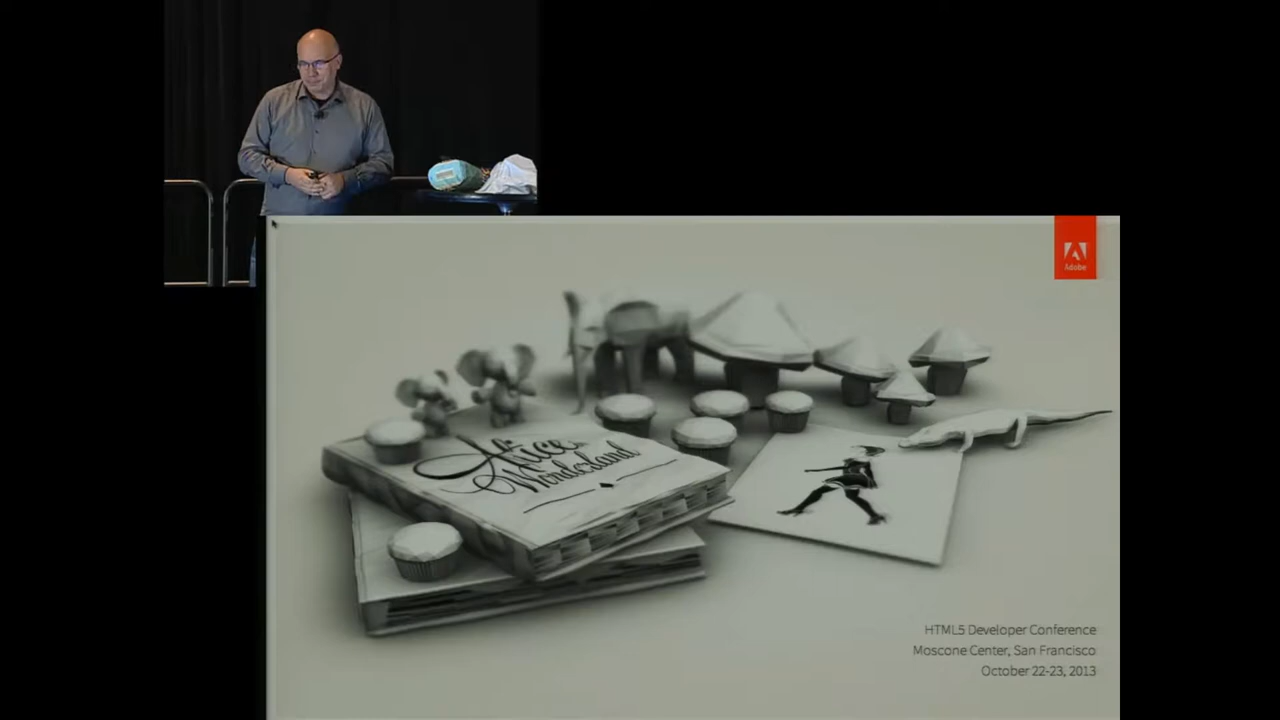 Adobe
Alice in
Wonderland
HTML5 Developer Conference
Moscone Center, San Francisco
October 22-23, 2013